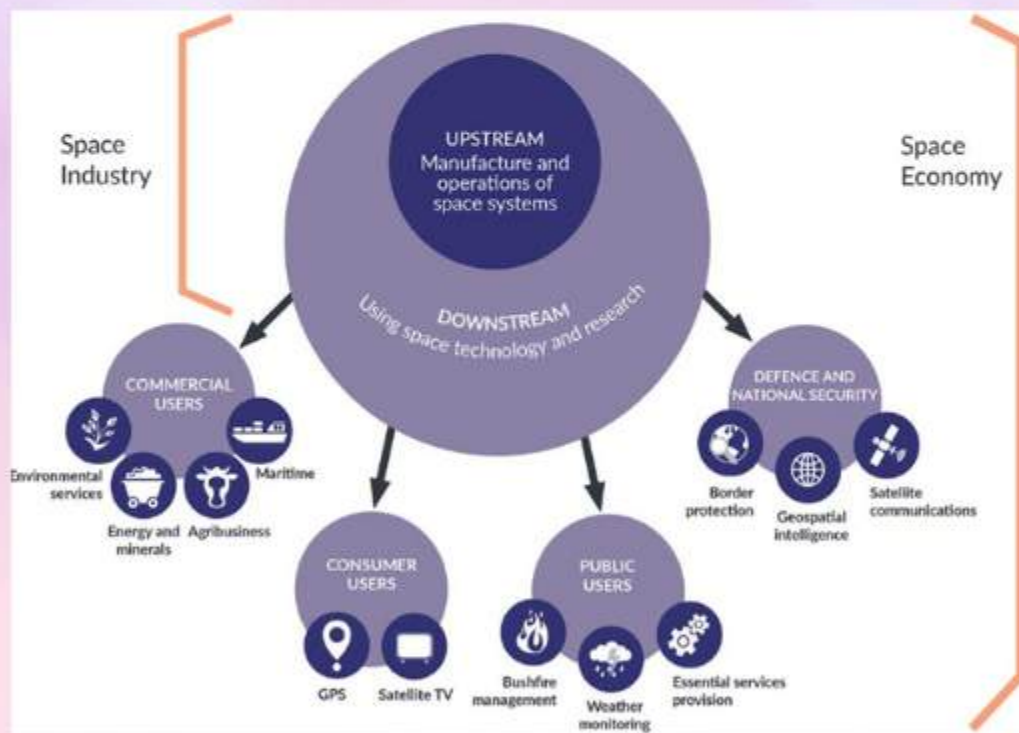 Space
Industry
Space
Economy
UPSTREAM
Manufacture and
operations of
space systems
DOWNSTREAM
Using space technology and research
COMMERCIAL
USERS
Environmental
services
Energy and
minerals
Agribusiness
Maritime
CONSUMER
USERS
GPS
Satellite TV
PUBLIC
USERS
Bushfire
management
Weather
monitoring
Essential services
provision
DEFENCE AND
NATIONAL SECURITY
Border
protection
Geospatial
intelligence
Satellite
communications